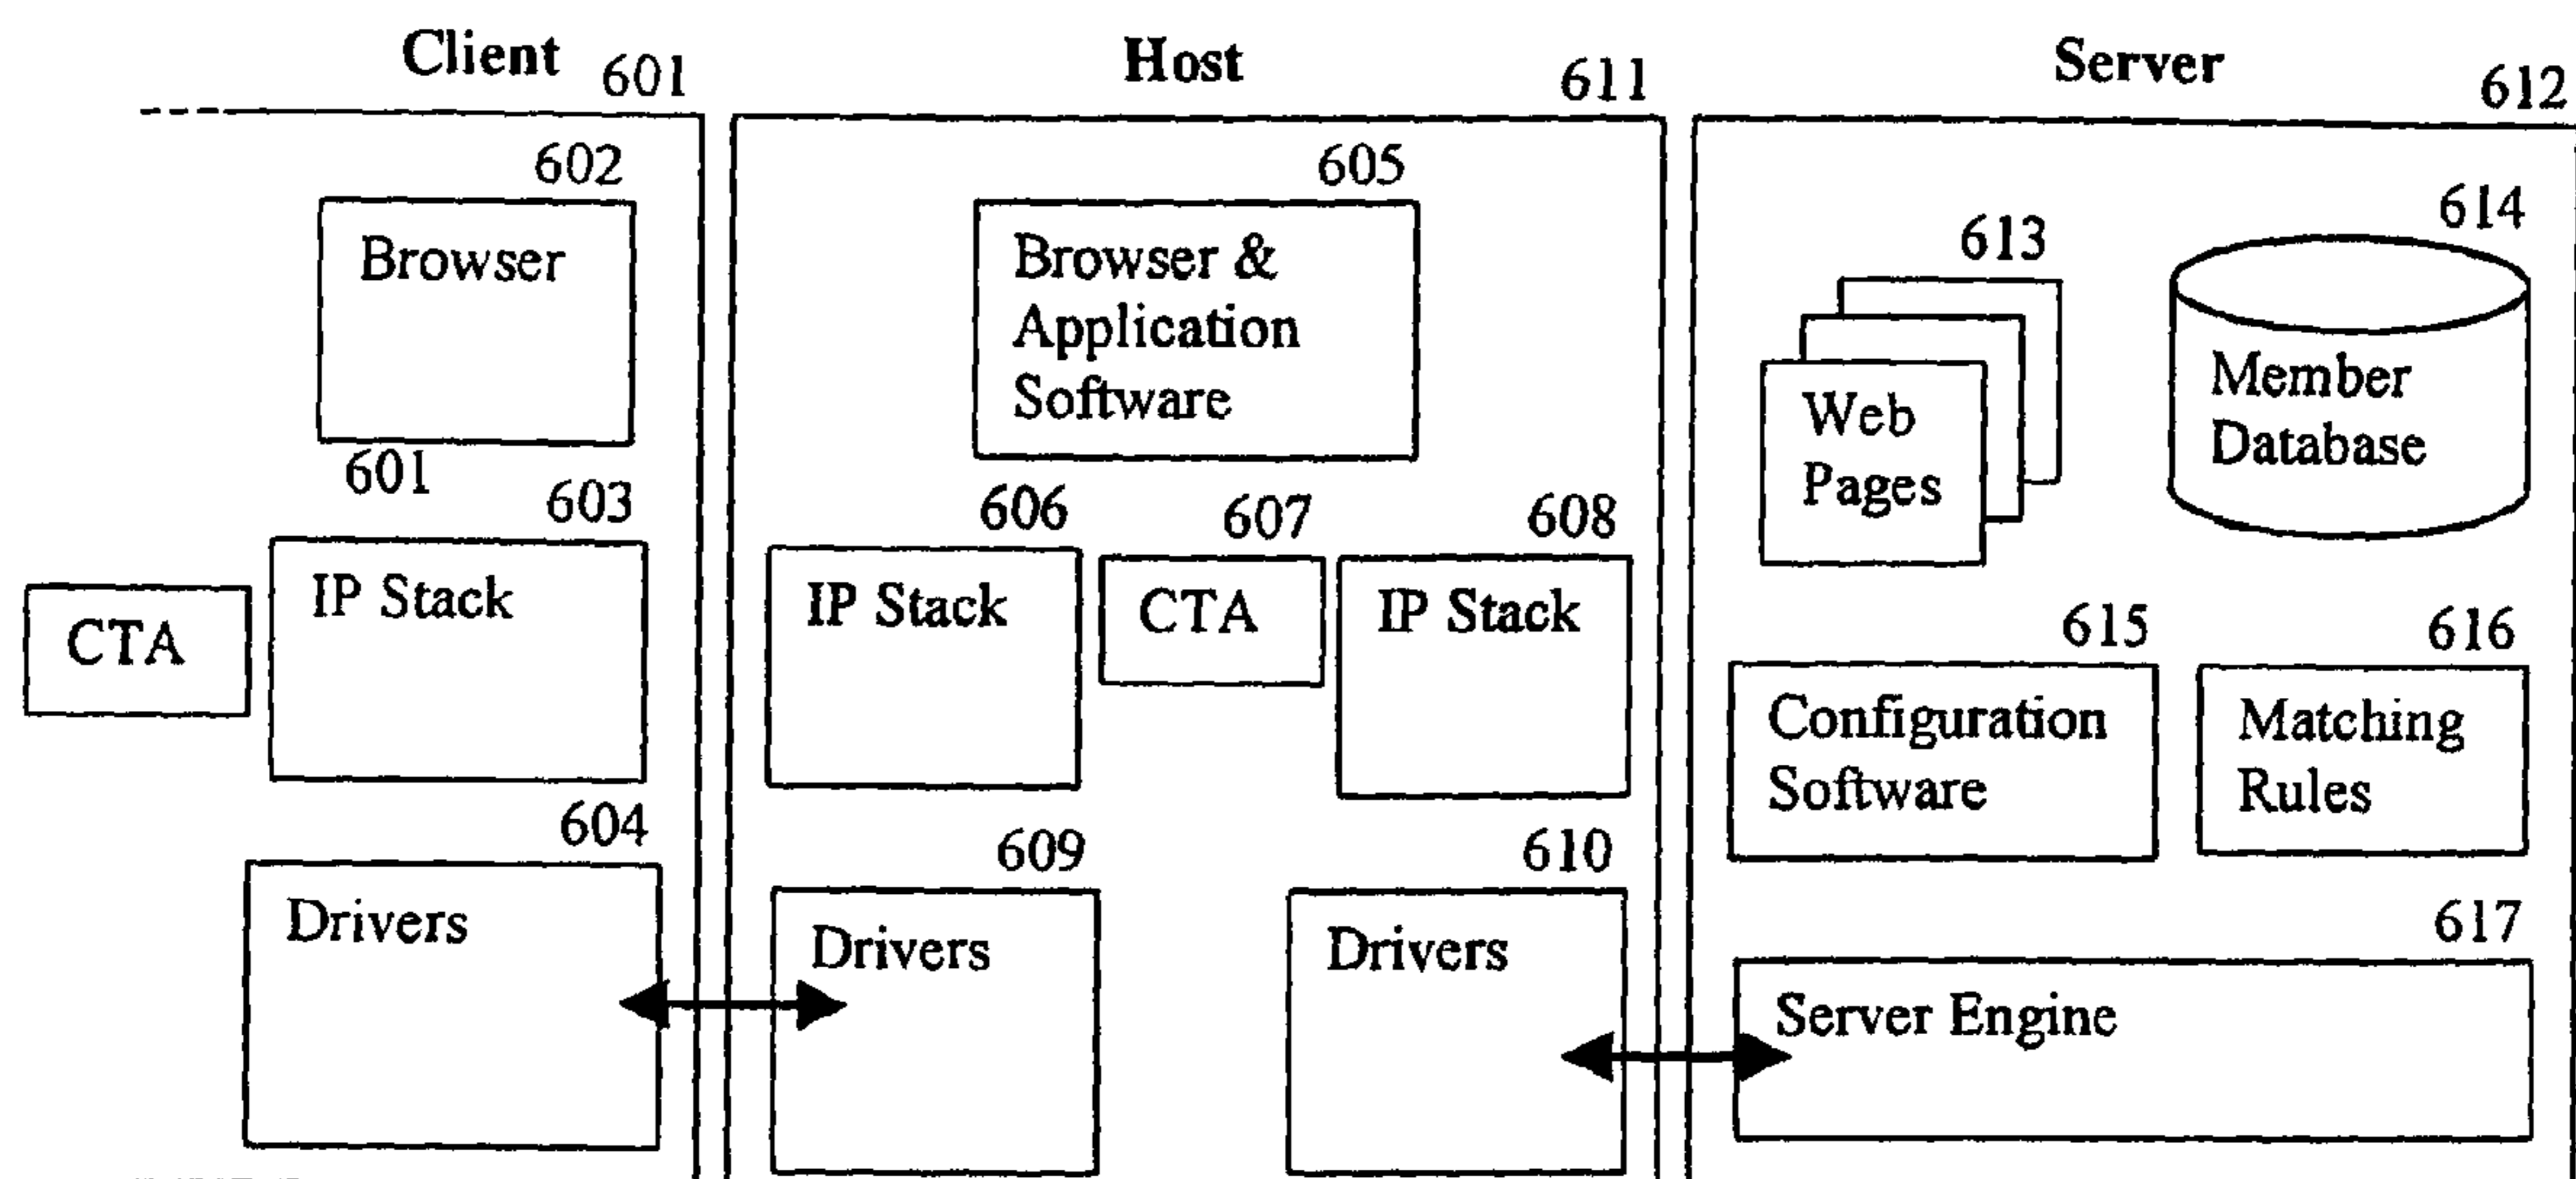 Client
601
Host
611
Server
612
602
Browser
601
603
IP Stack
CTA
604
Drivers
605
Browser &
Application
Software
606
IP Stack
607
CTA
608
IP Stack
609
Drivers
610
Drivers
613
Web
Pages
614
Member
Database
615
Configuration
Software
616
Matching
Rules
617
Server Engine